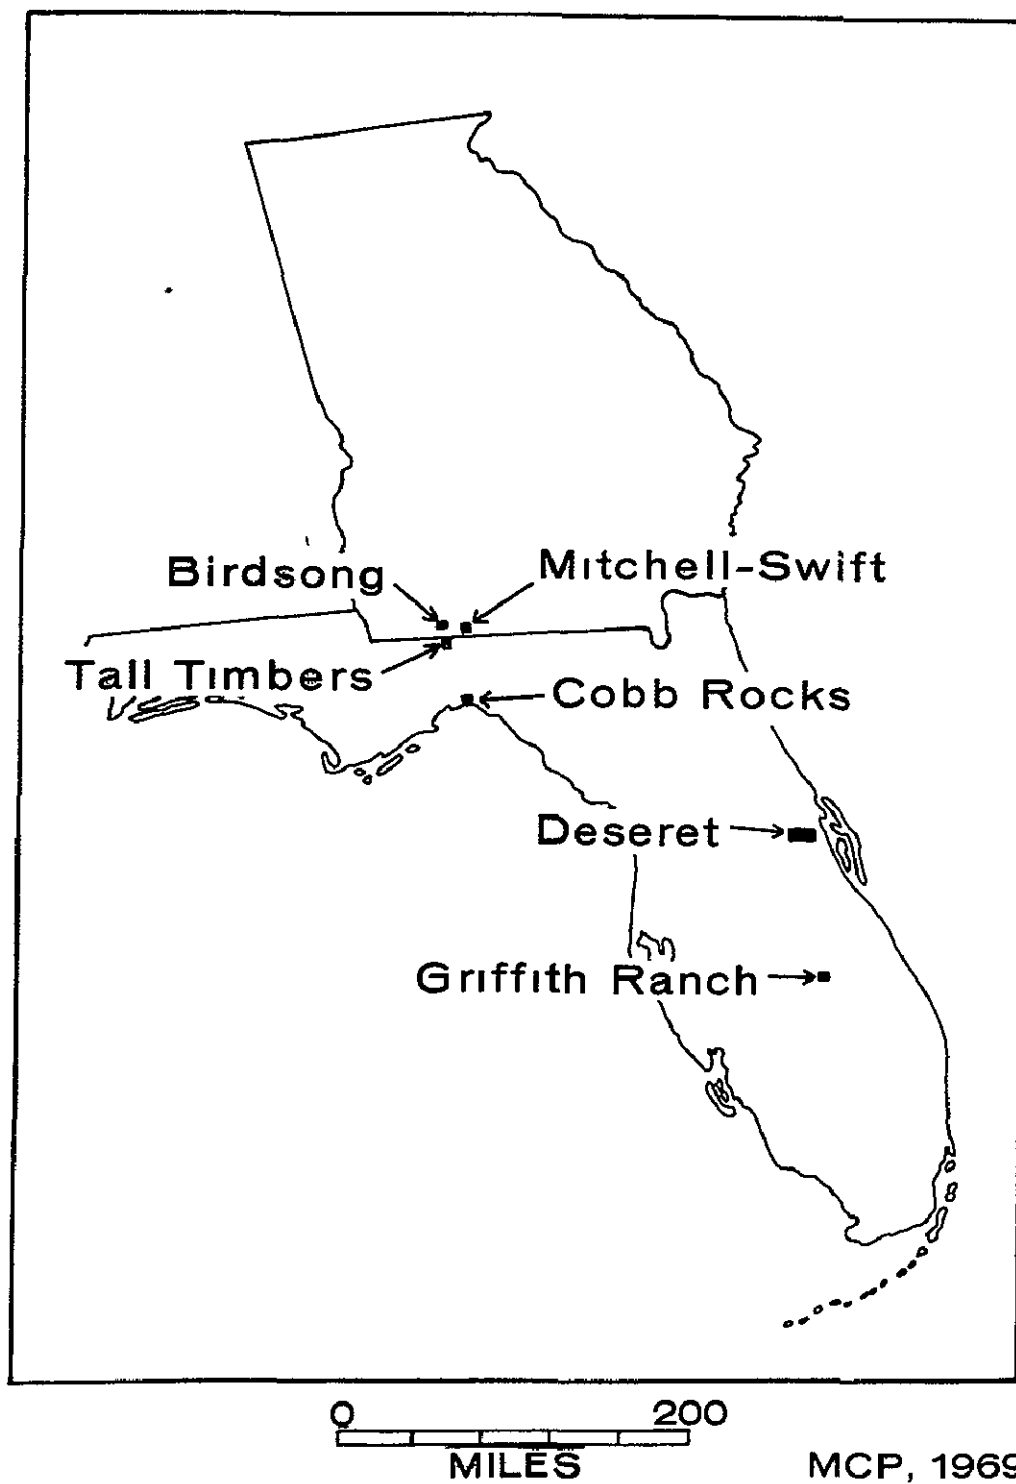 Birdsong
Mitchell-Swift
Tall Timbers
Cobb Rocks
Deseret
Griffith Ranch
0 200
MILES
MCP, 1969